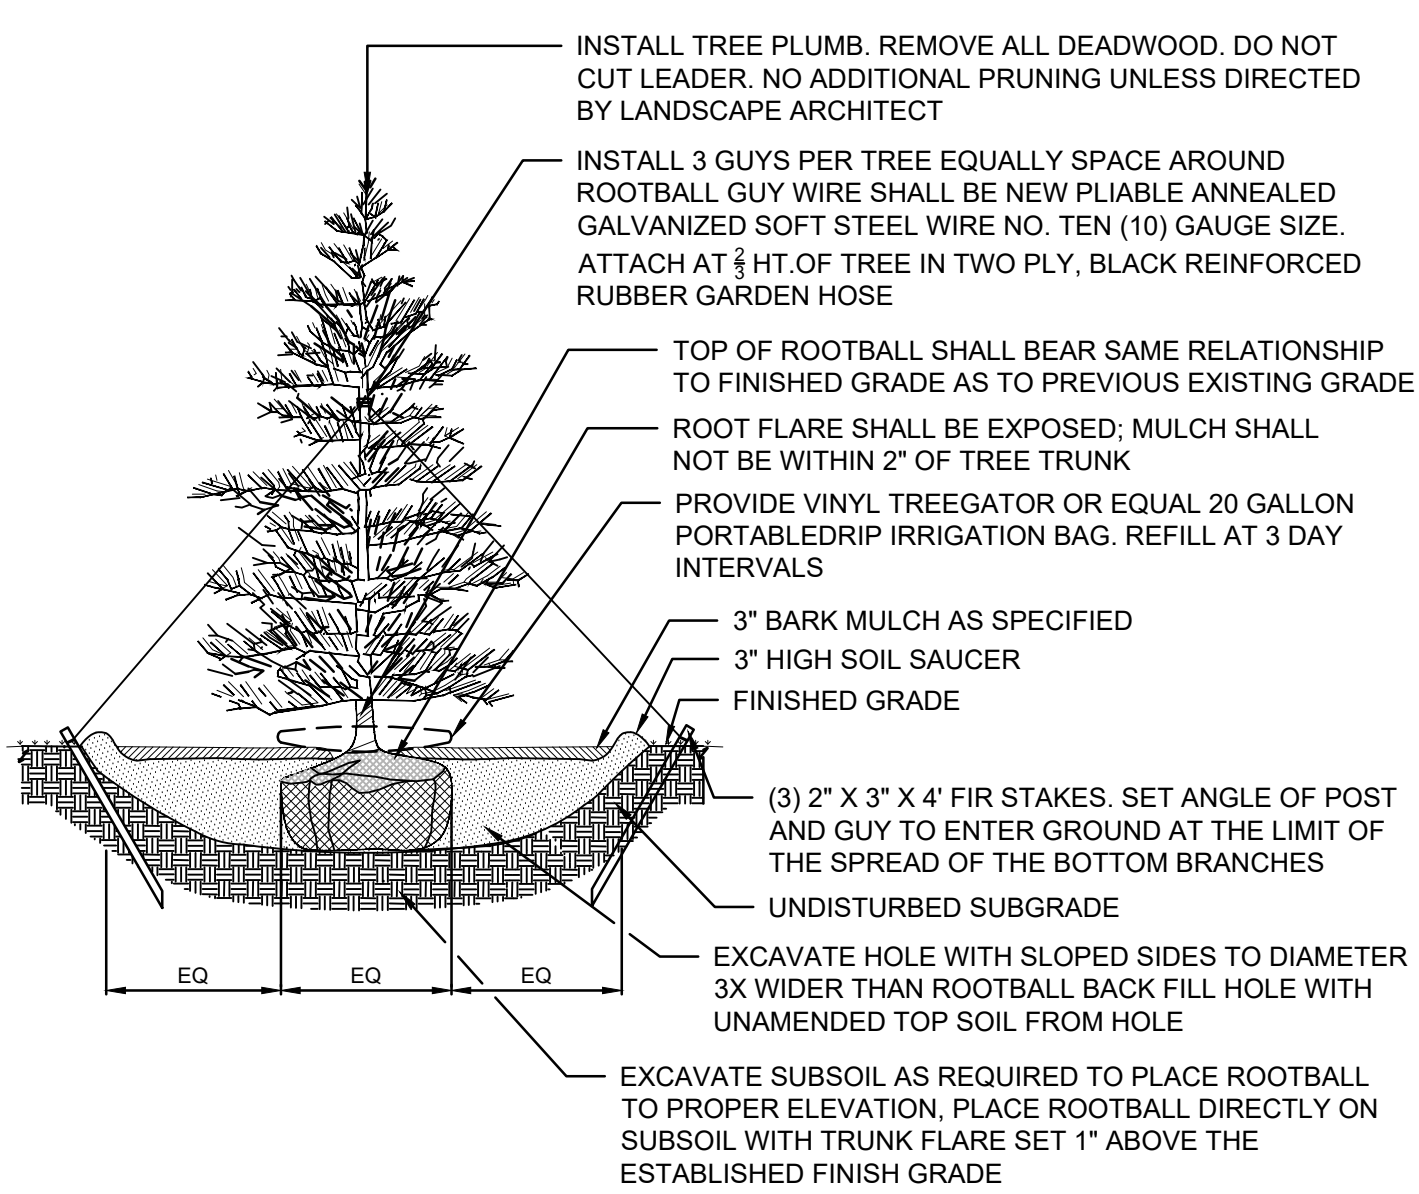 INSTALL TREE PLUMB. REMOVE ALL DEADWOOD. DO NOT
CUT LEADER. NO ADDITIONAL PRUNING UNLESS DIRECTED
BY LANDSCAPE ARCHITECT
INSTALL 3 GUYS PER TREE EQUALLY SPACE AROUND
ROOTBALL GUY WIRE SHALL BE NEW PLIABLE ANNEALED
GALVANIZED SOFT STEEL WIRE NO. TEN (10) GAUGE SIZE.
ATTACH AT 2/3 HT.OF TREE IN TWO PLY, BLACK REINFORCED
RUBBER GARDEN HOSE
TOP OF ROOTBALL SHALL BEAR SAME RELATIONSHIP
TO FINISHED GRADE AS TO PREVIOUS EXISTING GRADE
ROOT FLARE SHALL BE EXPOSED; MULCH SHALL
NOT BE WITHIN 2" OF TREE TRUNK
PROVIDE VINYL TREEGATOR OR EQUAL 20 GALLON
PORTABLEDRIP IRRIGATION BAG. REFILL AT 3 DAY
INTERVALS
3" BARK MULCH AS SPECIFIED
3" HIGH SOIL SAUCER
FINISHED GRADE
(3) 2" X 3" X 4' FIR STAKES. SET ANGLE OF POST
AND GUY TO ENTER GROUND AT THE LIMIT OF
THE SPREAD OF THE BOTTOM BRANCHES
UNDISTURBED SUBGRADE
EXCAVATE HOLE WITH SLOPED SIDES TO DIAMETER
3X WIDER THAN ROOTBALL BACK FILL HOLE WITH
UNAMENDED TOP SOIL FROM HOLE
EQ EQ EQ
EXCAVATE SUBSOIL AS REQUIRED TO PLACE ROOTBALL
TO PROPER ELEVATION, PLACE ROOTBALL DIRECTLY ON
SUBSOIL WITH TRUNK FLARE SET 1" ABOVE THE
ESTABLISHED FINISH GRADE